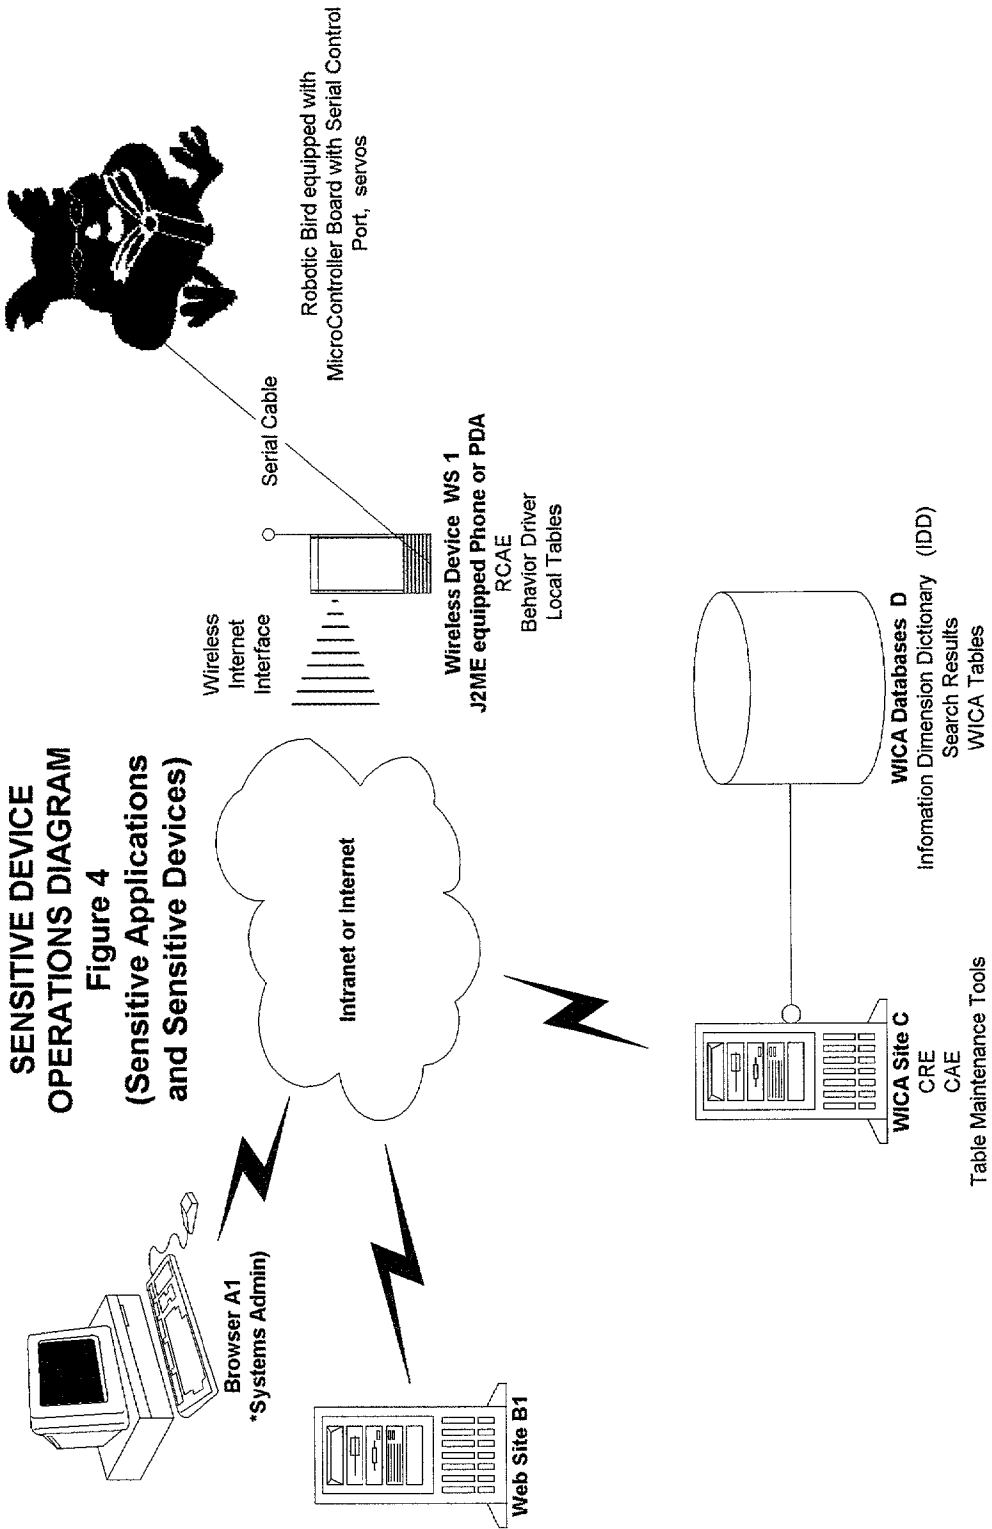 SENSITIVE DEVICE
OPERATIONS DIAGRAM
Figure 4
(Sensitive Applications
and Sensitive Devices)
Browser A1
*Systems Admin)
Web Site B1
Intranet or Internet
Wireless
Internet
Interface
Serial Cable
Wireless Device WS 1
J2ME equipped Phone or PDA
RCAE
Behavior Driver
Local Tables
Robotic Bird equipped with
MicroController Board with Serial Control
Port, servos
WICA Site C
CRE
CAE
Table Maintenance Tools
WICA Databases D
Infomation Dimension Dictionary (IDD)
Search Results
WICA Tables